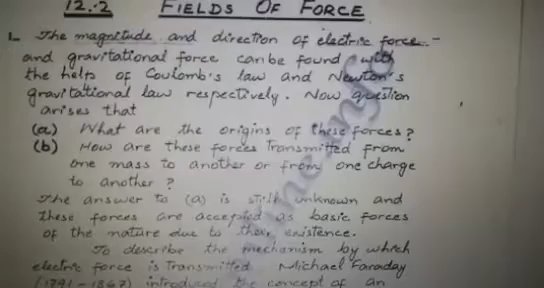 12.2 FIELDS OF FORCE
1. The magnitude and direction of electric force
and gravitational force can be found with
the help of Coulomb's law and Newton's
gravitational law respectively. Now question
arises that
(a) What are the origins of these forces?
(b) How are these forces Transmitted from
one mass to another or from one charge
to another?
The answer to (a) is still unknown and
these forces are accepted as basic forces
of the nature due to their existence.
To describe the mechanism by which
electric force is Transmitted Michael Faraday
(1791-1867) introduced the concept of an